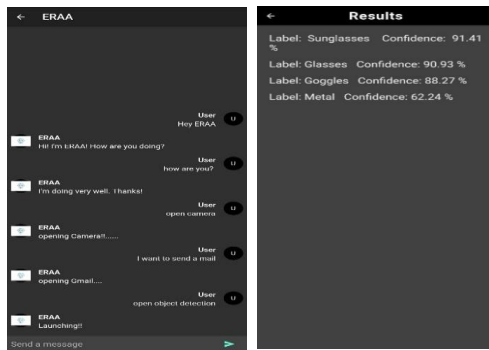 ERAA
User
Hey ERAA
U
ERAA
Hi! I'm ERAA! How are you doing?
User
how are you?
U
ERAA
I'm doing very well. Thanks!
User
open camera
U
ERAA
opening Camera!!......
User
I want to send a mail
U
ERAA
opening Gmail....
User
open object detection
U
ERAA
Launching!!
Send a message
Results
Label: Sunglasses Confidence: 91.41
%
Label: Glasses Confidence: 90.93 %
Label: Goggles Confidence: 88.27 %
Label: Metal Confidence: 62.24 %